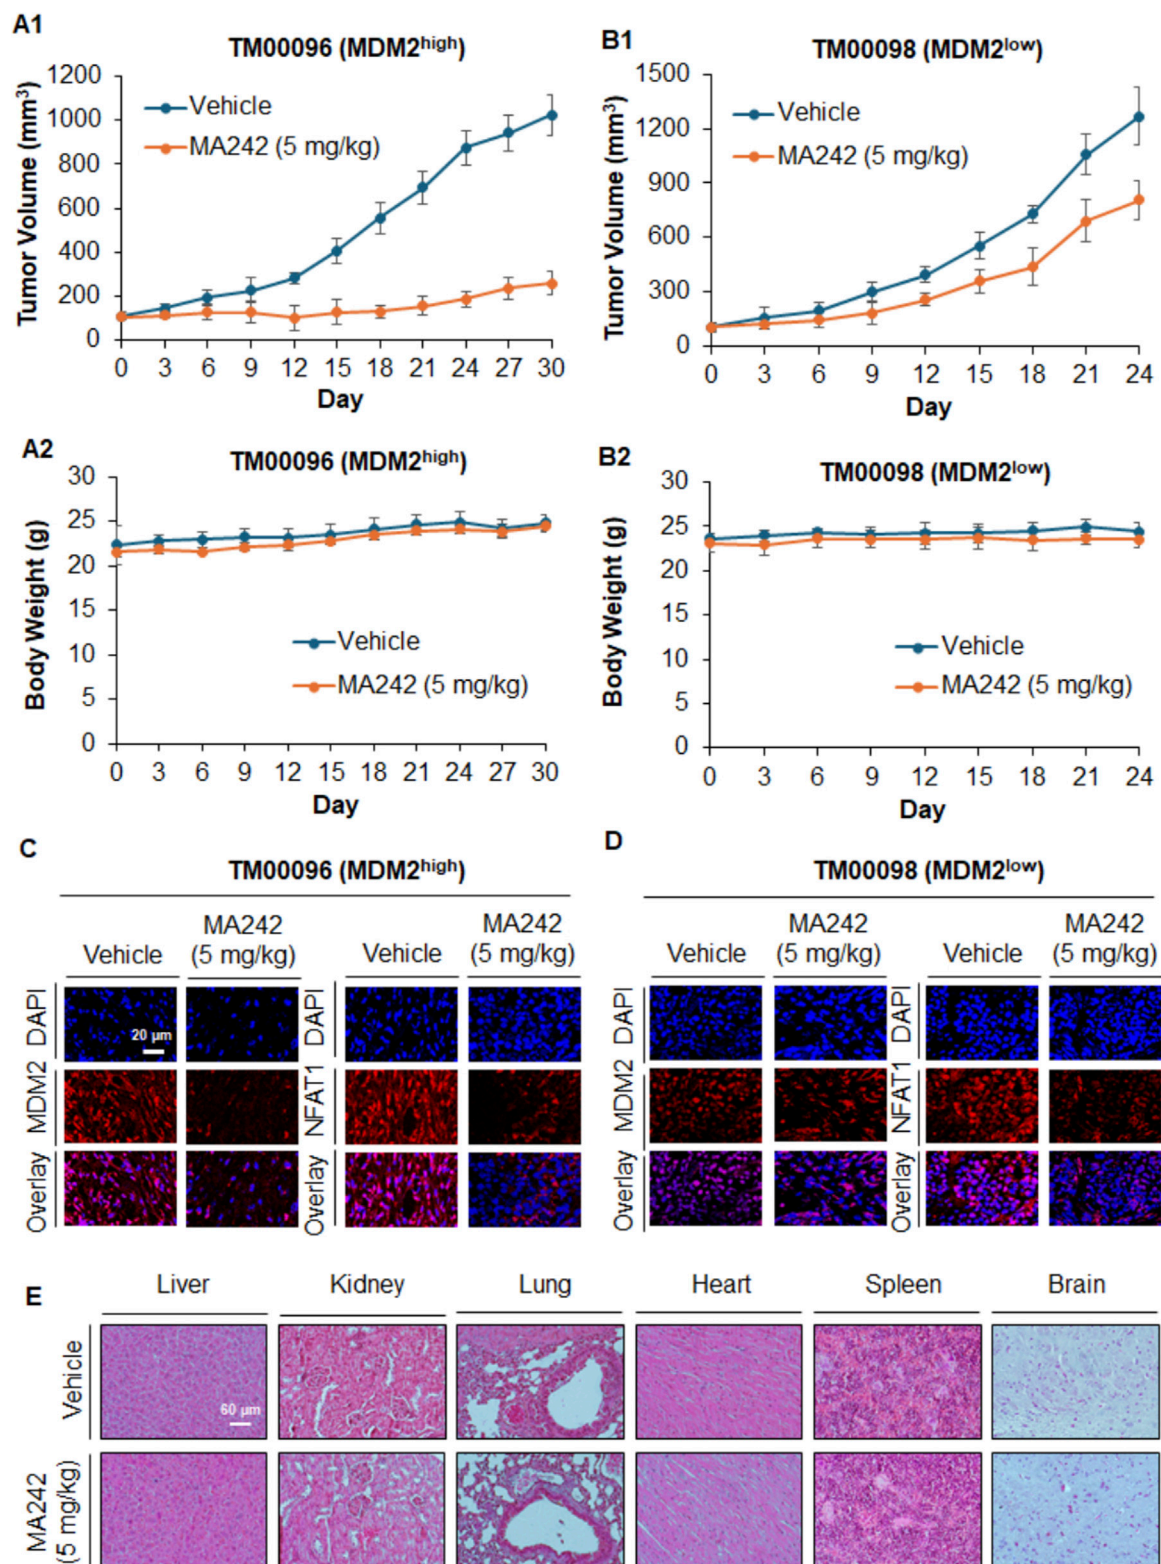 A1
TM00096 (MDM2high)
1200
1000
800
600
400
200
0
Tumor Volume (mm3)
Vehicle
MA242 (5 mg/kg)
0 3 6 9 12 15 18 21 24 27 30
Day
B1
TM00098 (MDM2low)
1500
1200
900
600
300
0
Tumor Volume (mm3)
Vehicle
MA242 (5 mg/kg)
0 3 6 9 12 15 18 21 24
Day
A2
TM00096 (MDM2high)
30
25
20
15
10
5
0
Body Weight (g)
Vehicle
MA242 (5 mg/kg)
0 3 6 9 12 15 18 21 24 27 30
Day
B2
TM00098 (MDM2low)
30
25
20
15
10
5
0
Body Weight (g)
Vehicle
MA242 (5 mg/kg)
0 3 6 9 12 15 18 21 24
Day
C
TM00096 (MDM2high)
Vehicle
MA242
(5 mg/kg)
Vehicle
MA242
(5 mg/kg)
DAPI
20 µm
DAPI
MDM2
NFAT1
Overlay
Overlay
D
TM00098 (MDM2low)
Vehicle
MA242
(5 mg/kg)
Vehicle
MA242
(5 mg/kg)
DAPI
DAPI
MDM2
NFAT1
Overlay
Overlay
E
Liver Kidney Lung Heart Spleen Brain
Vehicle
60 µm
MA242
(5 mg/kg)